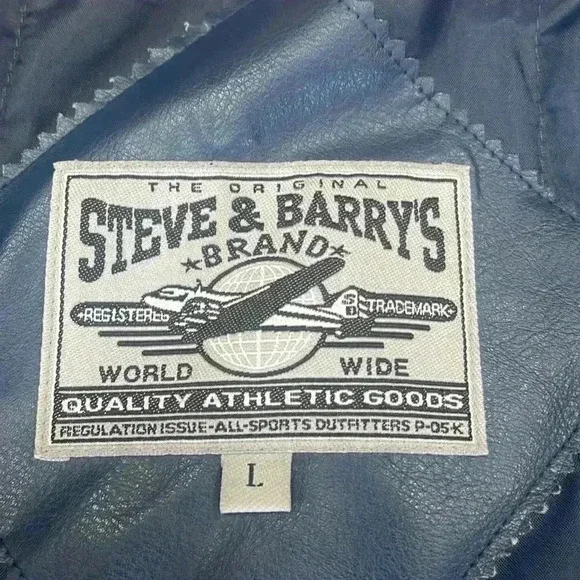 THE ORIGINAL
STEVE & BARRY'S
★BRAND★
•REGISTERED
TRADEMARK•
WORLD WIDE
QUALITY ATHLETIC GOODS
REGULATION ISSUE-ALL-SPORTS OUTFITTERS P-05-K
L